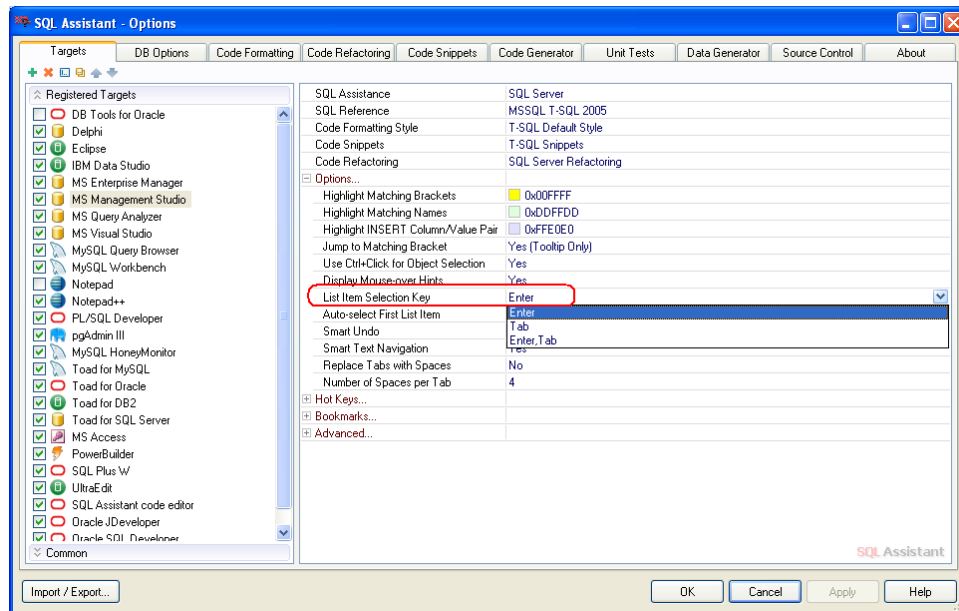 SQL Assistant - Options
Targets
DB Options
Code Formatting
Code Refactoring
Code Snippets
Code Generator
Unit Tests
Data Generator
Source Control
About
Registered Targets
DB Tools for Oracle
Delphi
Eclipse
IBM Data Studio
MS Enterprise Manager
MS Management Studio
MS Query Analyzer
MS Visual Studio
MySQL Query Browser
MySQL Workbench
Notepad
Notepad++
PL/SQL Developer
pgAdmin III
MySQL HoneyMonitor
Toad for MySQL
Toad for Oracle
Toad for DB2
Toad for SQL Server
MS Access
PowerBuilder
SQL Plus W
UltraEdit
SQL Assistant code editor
Oracle JDeveloper
Oracle SQL Developer
Common
SQL Assistance SQL Server
SQL Reference MSSQL T-SQL 2005
Code Formatting Style T-SQL Default Style
Code Snippets T-SQL Snippets
Code Refactoring SQL Server Refactoring
Options...
Highlight Matching Brackets 0x00FFFF
Highlight Matching Names 0xDDFFDD
Highlight INSERT Column/Value Pair 0xFFE0E0
Jump to Matching Bracket Yes (Tooltip Only)
Use Ctrl+Click for Object Selection Yes
Display Mouse-over Hints Yes
List Item Selection Key Enter
Auto-select First List Item Enter
Smart Undo Tab
Enter,Tab
Smart Text Navigation Yes
Replace Tabs with Spaces No
Number of Spaces per Tab 4
Hot Keys...
Bookmarks...
Advanced...
SQL Assistant
Import / Export...
OK
Cancel
Apply
Help